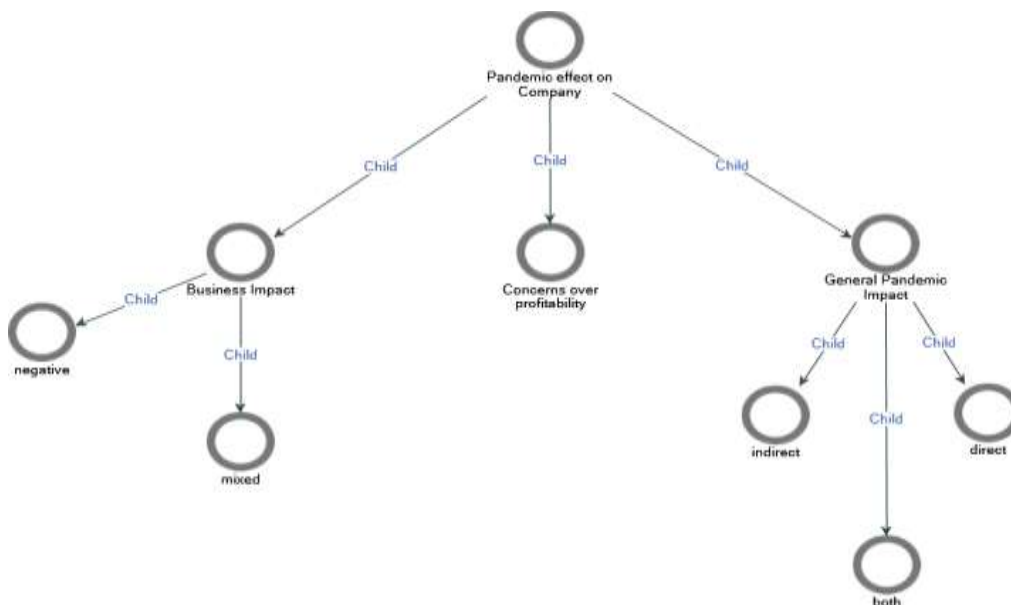 Pandemic effect on
Company
Child
Child
Child
Business Impact
Concerns over
profitability
General Pandemic
Impact
Child
Child
Child
Child
Child
negative
mixed
indirect
direct
both